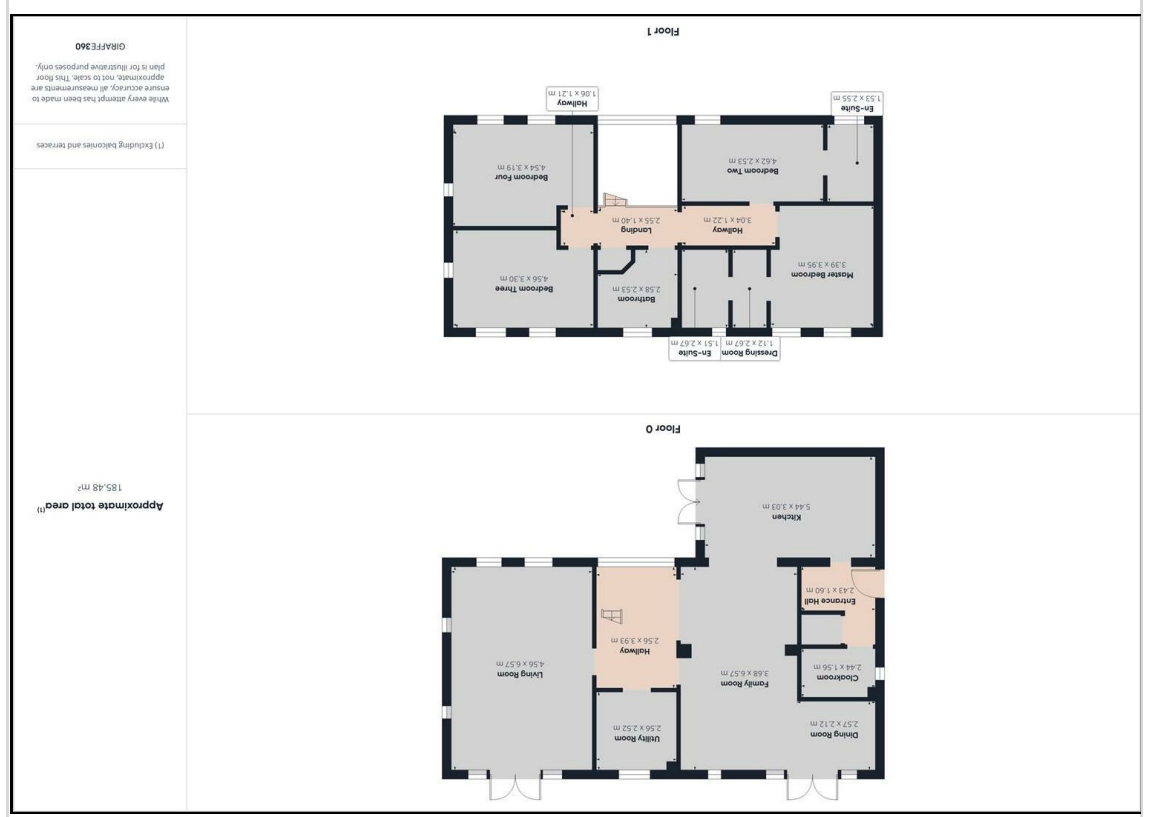 Dining Room
2.57 x 2.12 m
Utility Room
2.56 x 2.52 m
Cloakroom
2.44 x 1.56 m
Family Room
3.68 x 6.57 m
Living Room
4.56 x 6.57 m
Hallway
2.56 x 3.93 m
Entrance Hall
2.43 x 1.60 m
Kitchen
5.44 x 3.03 m
Floor 0
Dressing Room
1.12 x 2.67 m
En-Suite
1.51 x 2.67 m
Master Bedroom
3.39 x 3.95 m
Bathroom
2.58 x 2.53 m
Bedroom Three
4.56 x 3.30 m
Hallway
3.04 x 1.22 m
Landing
2.55 x 1.40 m
Bedroom Two
4.62 x 2.53 m
Bedroom Four
4.54 x 3.19 m
En-Suite
1.53 x 2.55 m
Hallway
1.06 x 1.21 m
Floor 1
Approximate total area(1)
185.48 m²
(1) Excluding balconies and terraces
While every attempt has been made to
ensure accuracy, all measurements are
approximate, not to scale. This floor
plan is for illustrative purposes only.
GIRAFFE360